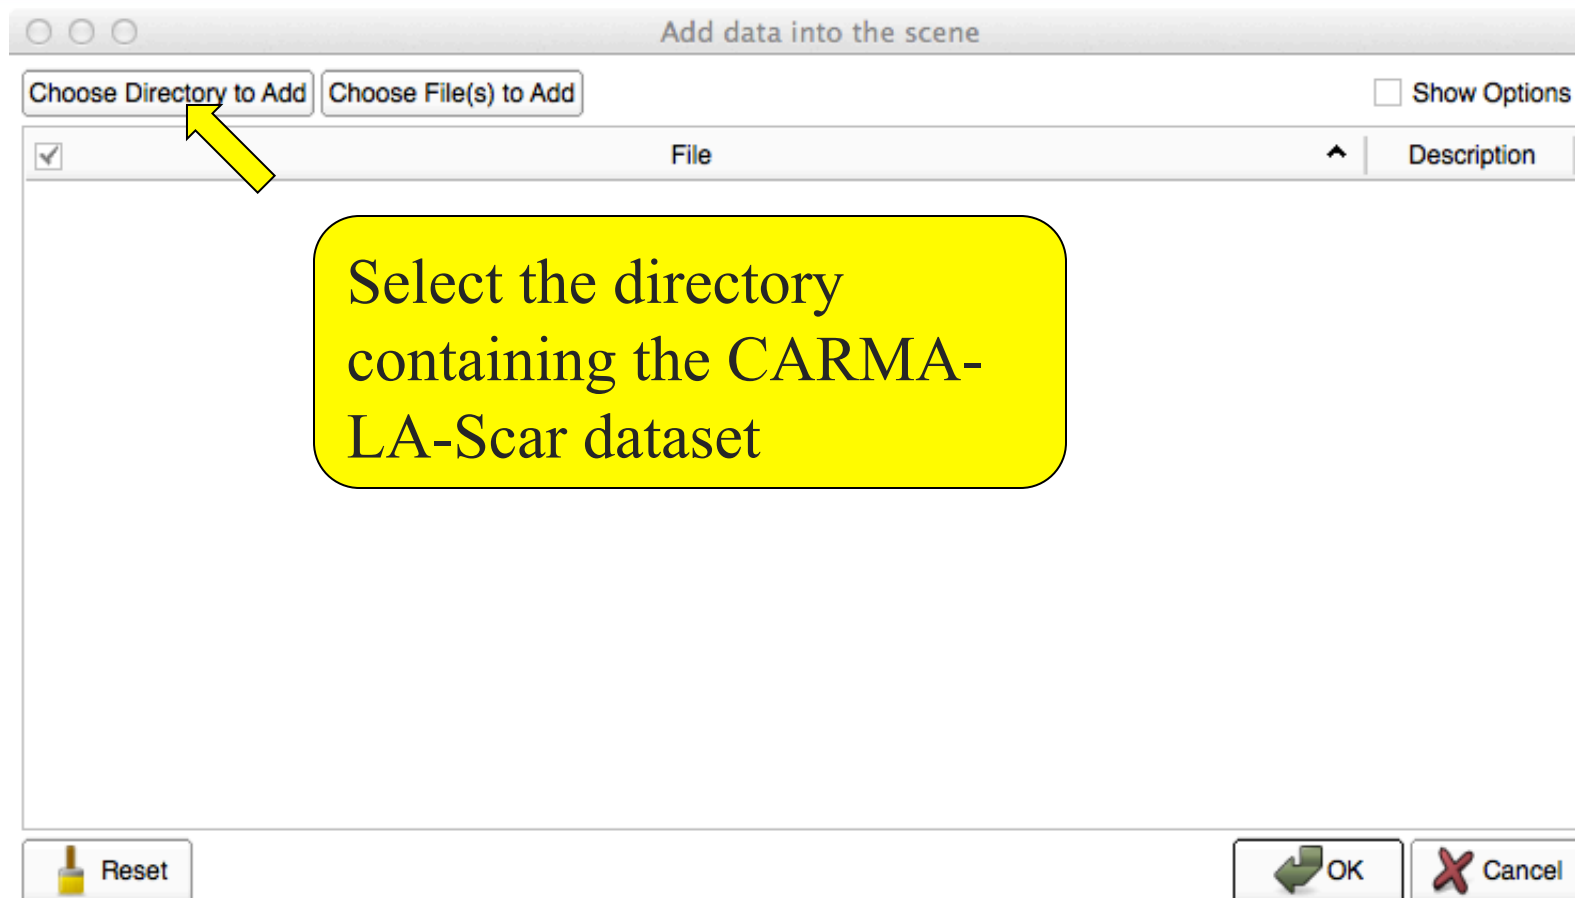 Add data into the scene
Choose Directory to Add Choose File(s) to Add Show Options
File Description
Select the directory
containing the CARMA-
LA-Scar dataset
Reset OK Cancel